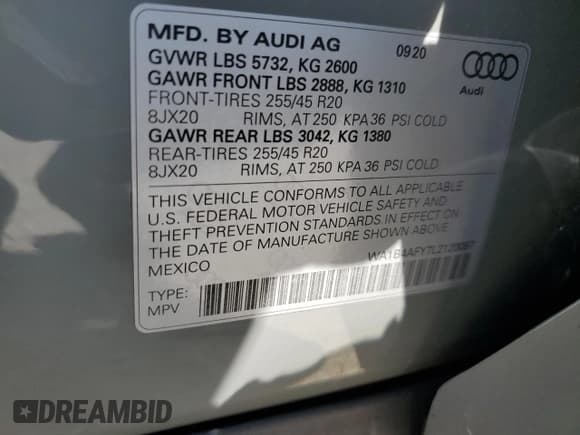 MFD. BY AUDI AG 0920
GVWR LBS 5732, KG 2600
GAWR FRONT LBS 2888, KG 1310
FRONT-TIRES 255/45 R20
8JX20 RIMS, AT 250 KPA 36 PSI COLD
GAWR REAR LBS 3042, KG 1380
REAR-TIRES 255/45 R20
8JX20 RIMS, AT 250 KPA 36 PSI COLD
Audi
THIS VEHICLE CONFORMS TO ALL APPLICABLE
U.S. FEDERAL MOTOR VEHICLE SAFETY AND
THEFT PREVENTION STANDARDS IN EFFECT ON
THE DATE OF MANUFACTURE SHOWN ABOVE
MEXICO
TYPE:
MPV
DREAMBID